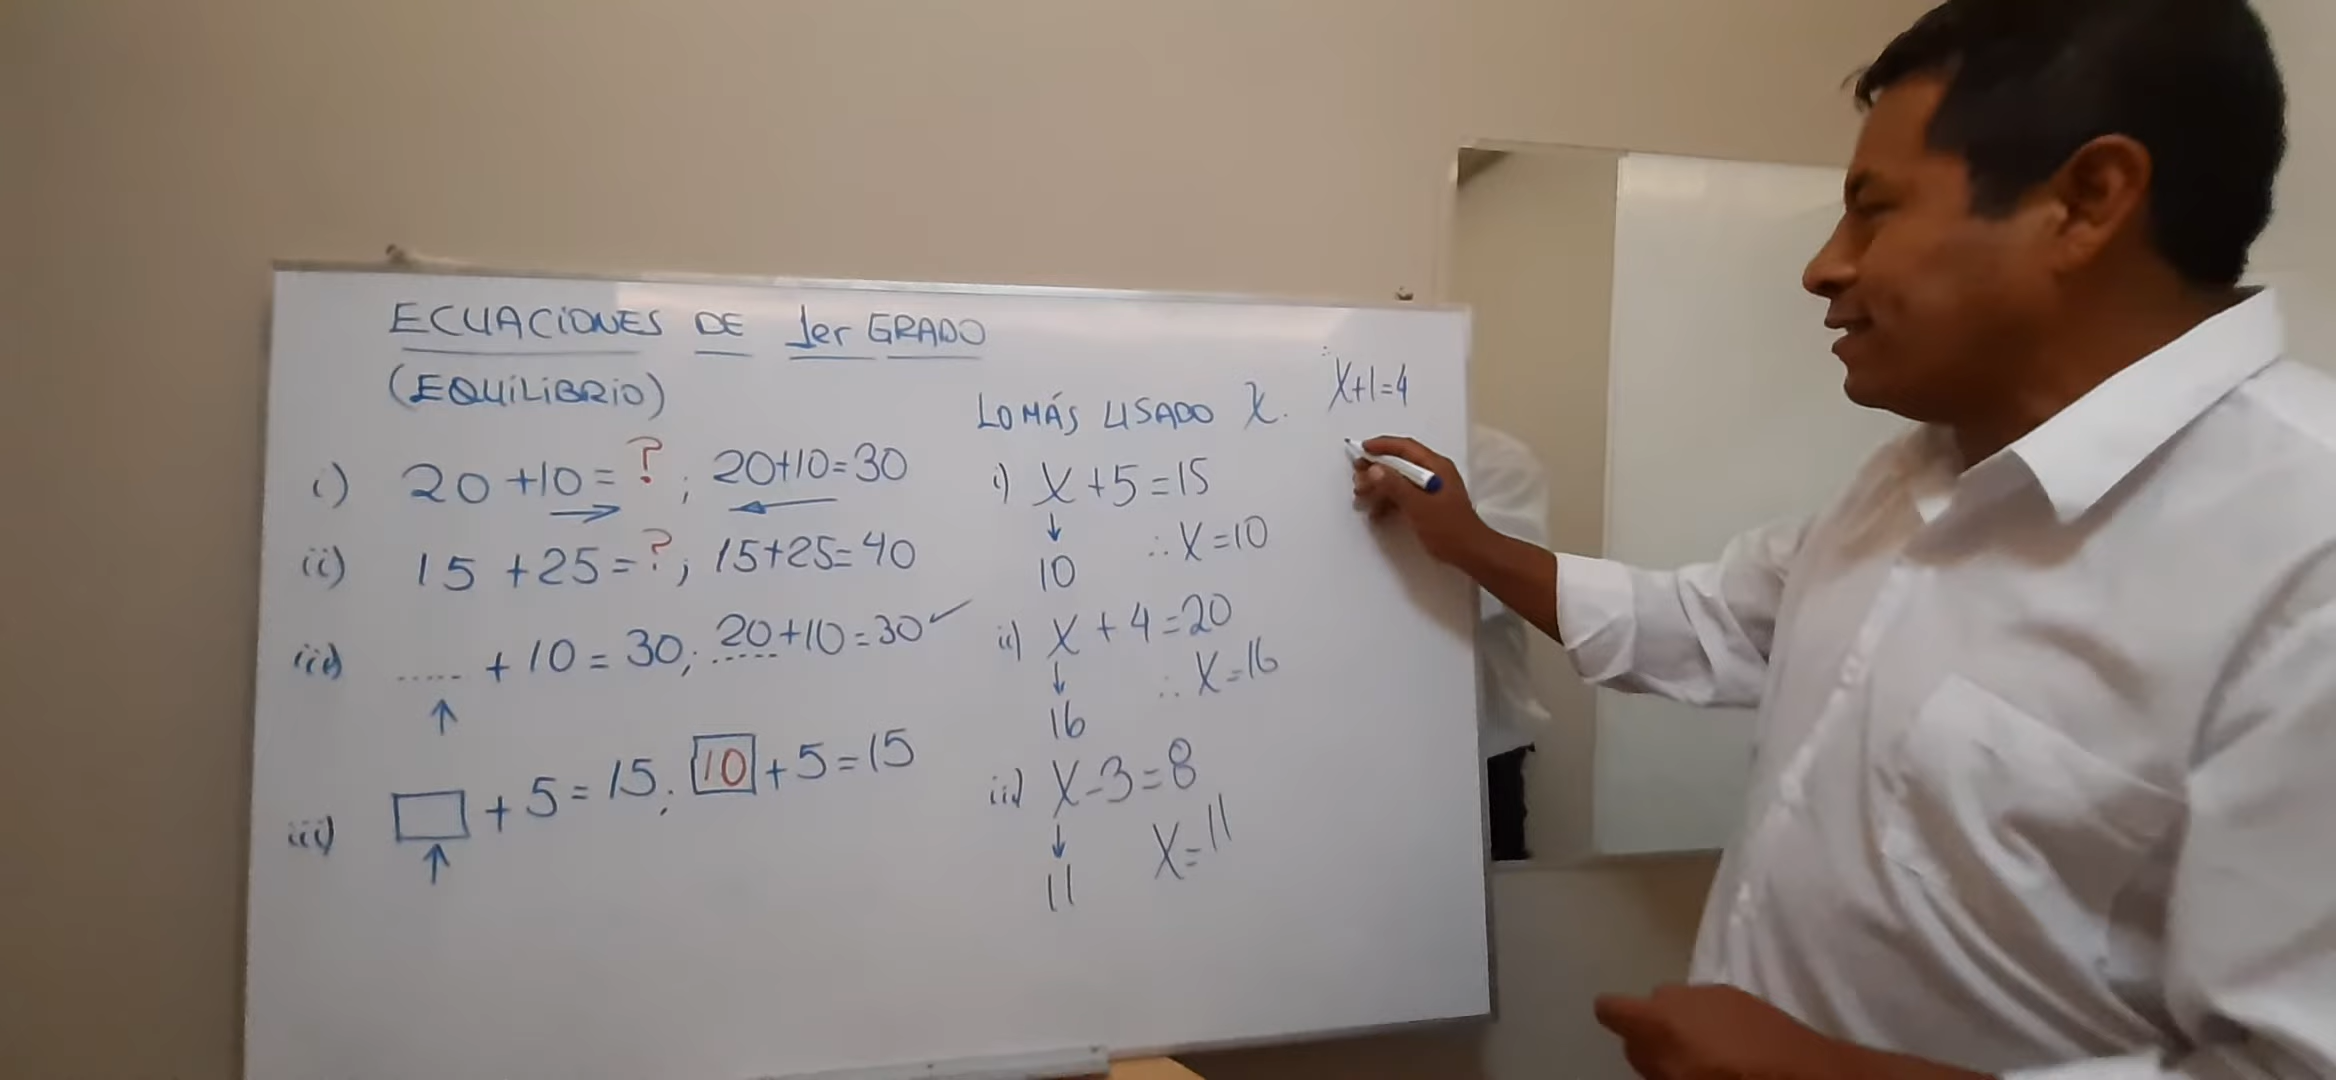 ECUACIONES DE 1er GRADO
(EQUILIBRIO)
i) 20 + 10 = ? ; 20+10=30
ii) 15 + 25 = ? ; 15+25=40
iii) ..... + 10 = 30; 20+10=30 ✓
↑
iiii) □ + 5 = 15; 10 + 5 = 15
↑
LO MÁS USADO X.
i) X + 5 = 15
↓
10 ∴ X = 10
ii) X + 4 = 20
↓ ∴ X = 16
16
iii) X - 3 = 8
↓ X = 11
11
X+1=4